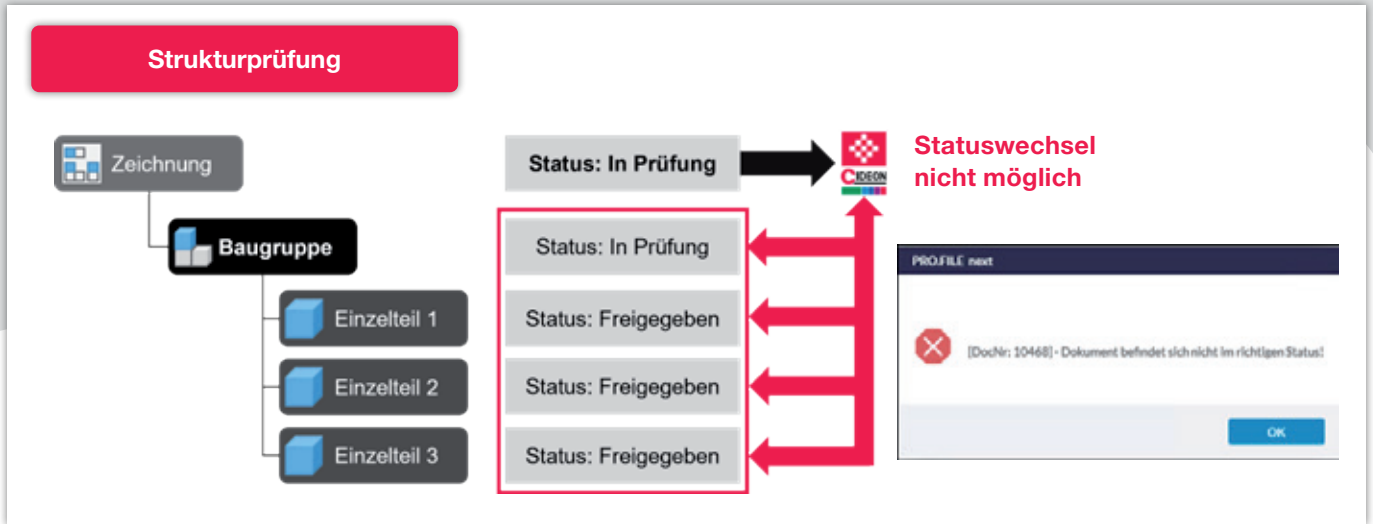 Strukturprüfung
Zeichnung
Status: In Prüfung
CIDEON
Statuswechsel
nicht möglich
Baugruppe
Status: In Prüfung
Einzelteil 1
Status: Freigegeben
Einzelteil 2
Status: Freigegeben
Einzelteil 3
Status: Freigegeben
PRO.FILE next
[DocNr: 10468] - Dokument befindet sich nicht im richtigen Status!
OK